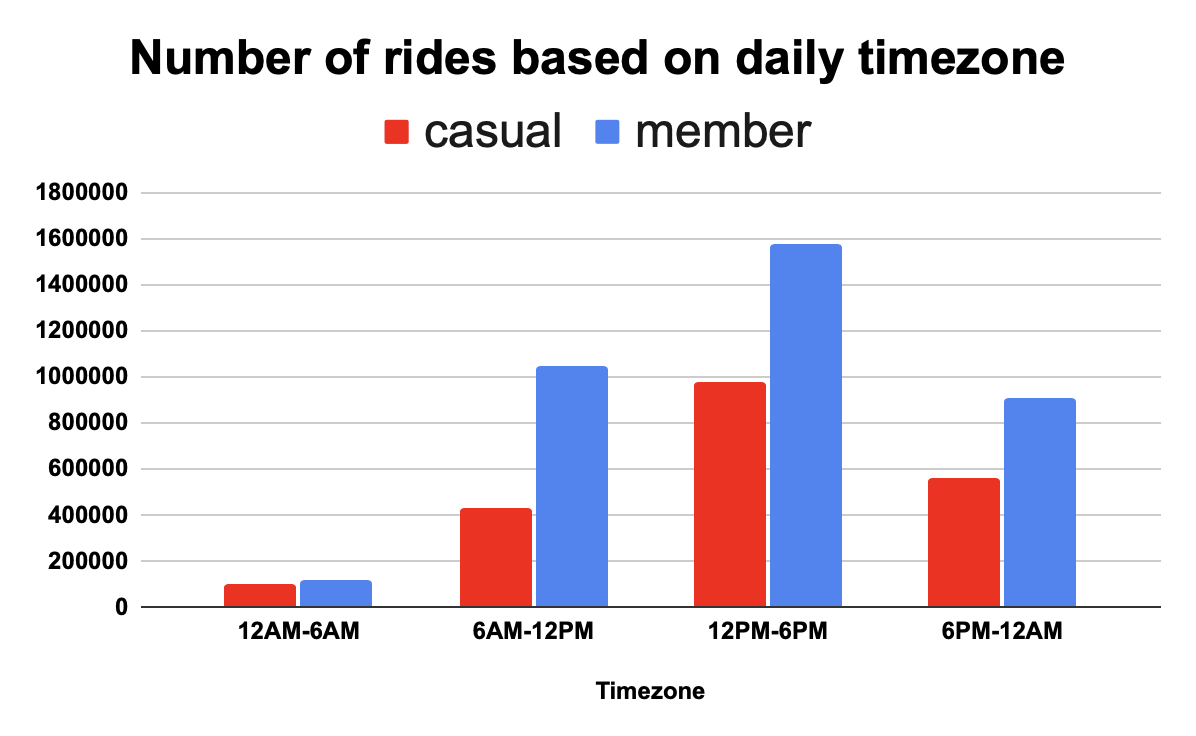 Number of rides based on daily timezone
casual member
1800000
1600000
1400000
1200000
1000000
800000
600000
400000
200000
0
12AM-6AM 6AM-12PM 12PM-6PM 6PM-12AM
Timezone